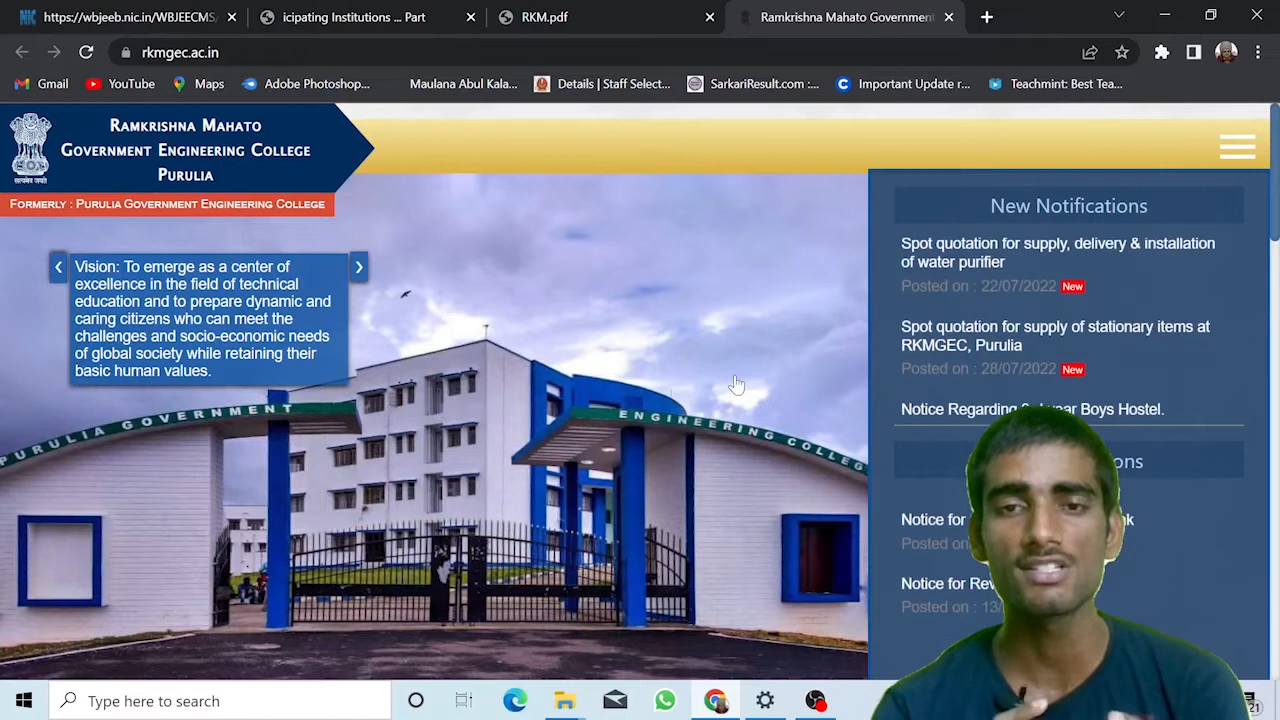 https://wbjeeb.nic.in/WBJEECMS/
icipating Institutions ... Part
RKM.pdf
Ramkrishna Mahato Government
rkmgec.ac.in
Gmail
YouTube
Maps
Adobe Photoshop...
Maulana Abul Kala...
Details | Staff Select...
SarkariResult.com :...
Important Update r...
Teachmint: Best Tea...
Ramkrishna Mahato
Government Engineering College
Purulia
Formerly : Purulia Government Engineering College
Vision: To emerge as a center of
excellence in the field of technical
education and to prepare dynamic and
caring citizens who can meet the
challenges and socio-economic needs
of global society while retaining their
basic human values.
PURULIA GOVERNMENT
ENGINEERING COLLEG
New Notifications
Spot quotation for supply, delivery & installation
of water purifier
Posted on : 22/07/2022 New
Spot quotation for supply of stationary items at
RKMGEC, Purulia
Posted on : 28/07/2022 New
Notice Regarding Boys Hostel.
Notice for
Posted on
Notice for
Posted on : 13/
Type here to search